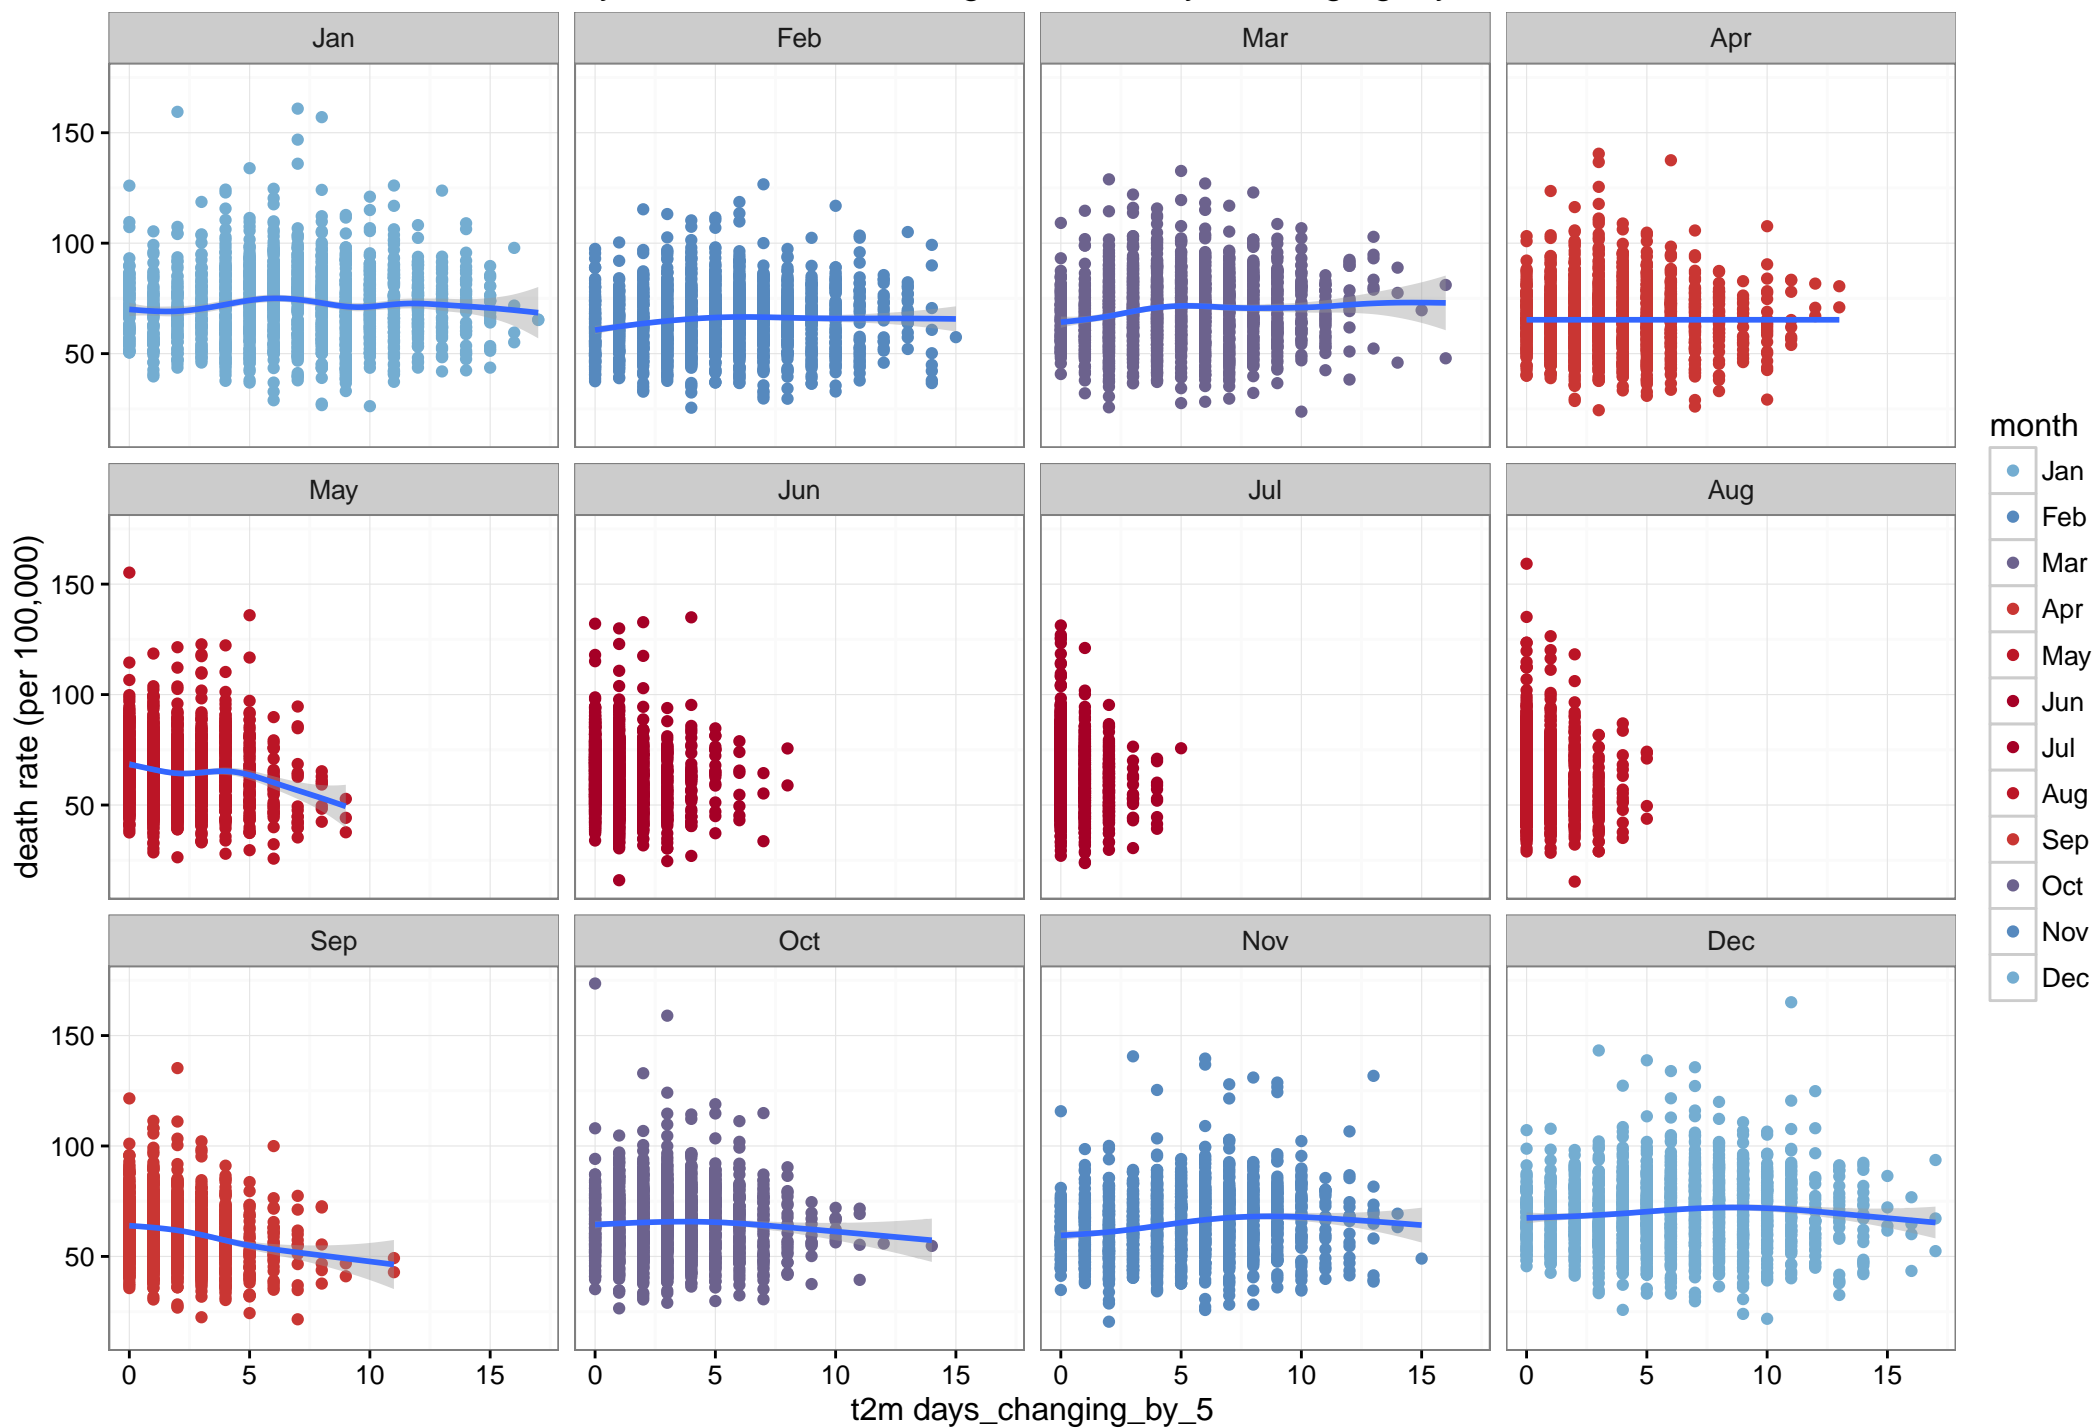 Jan Feb Mar Apr
150
100
50
May Jun Jul Aug
150
100
50
Sep Oct Nov Dec
150
100
50
0 5 10 15 0 5 10 15 0 5 10 15 0 5 10 15
t2m days_changing_by_5
death rate (per 100,000)
month
Jan
Feb
Mar
Apr
May
Jun
Jul
Aug
Sep
Oct
Nov
Dec